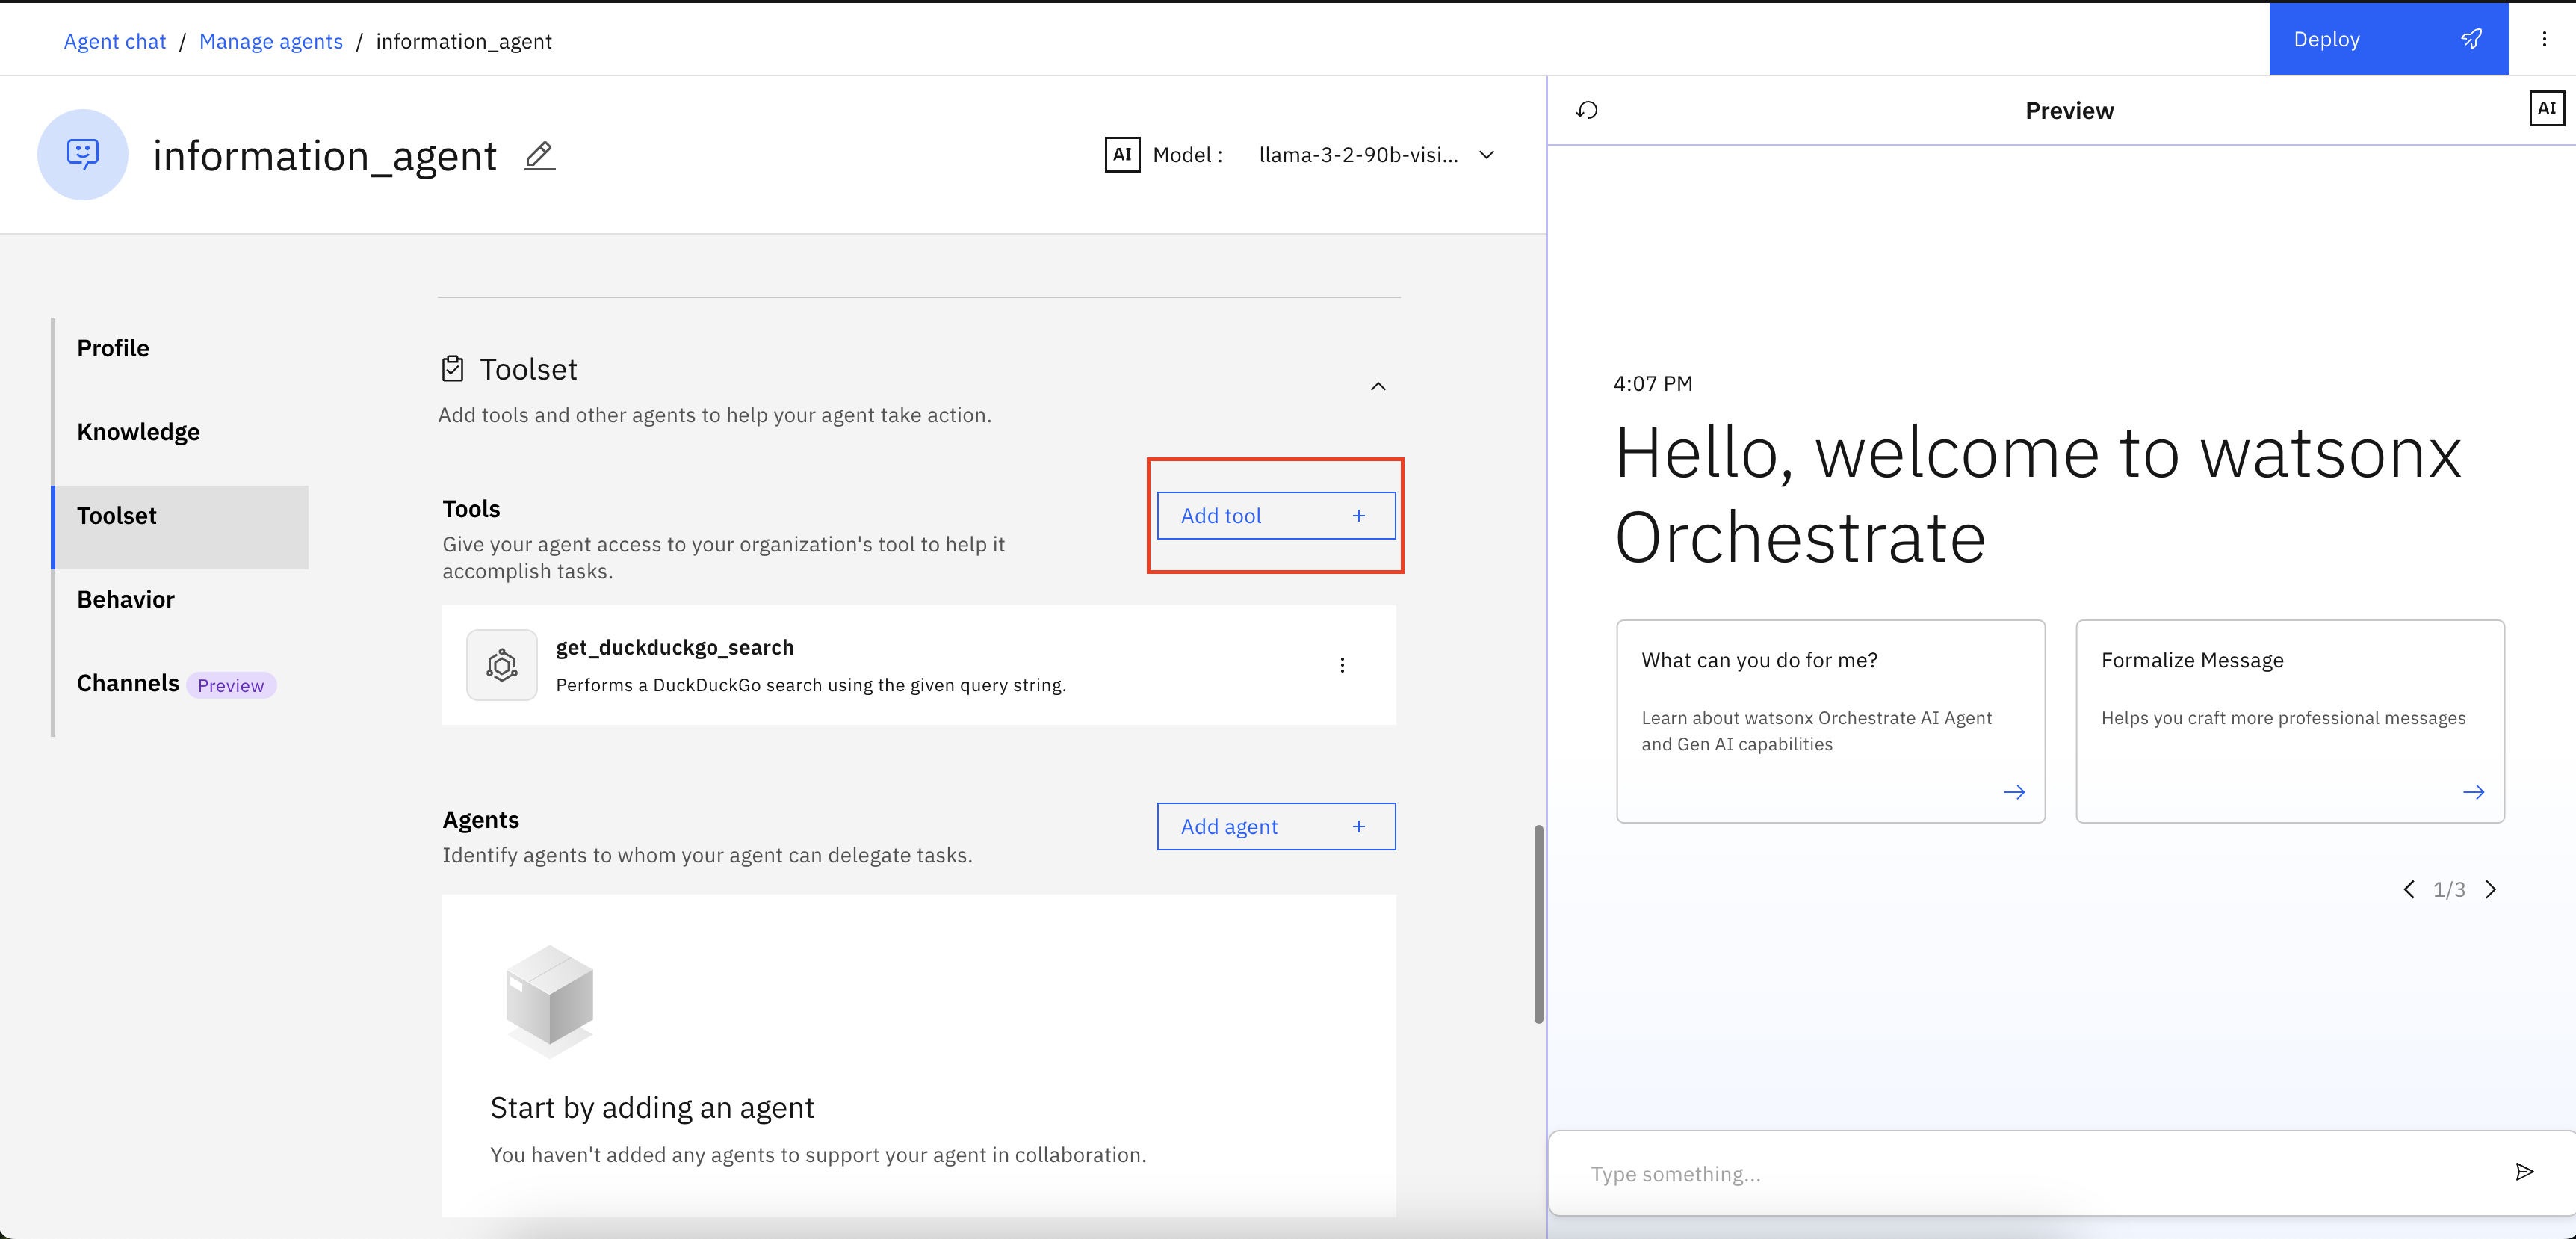 Agent chat / Manage agents / information_agent
Deploy
information_agent
AI Model : llama-3-2-90b-visi...
Profile
Knowledge
Toolset
Behavior
Channels Preview
Toolset
Add tools and other agents to help your agent take action.
Tools
Give your agent access to your organization's tool to help it
accomplish tasks.
Add tool +
get_duckduckgo_search
Performs a DuckDuckGo search using the given query string.
Agents
Identify agents to whom your agent can delegate tasks.
Add agent +
Start by adding an agent
You haven't added any agents to support your agent in collaboration.
Preview
AI
4:07 PM
Hello, welcome to watsonx
Orchestrate
What can you do for me?
Learn about watsonx Orchestrate AI Agent
and Gen AI capabilities
Formalize Message
Helps you craft more professional messages
1/3
Type something...